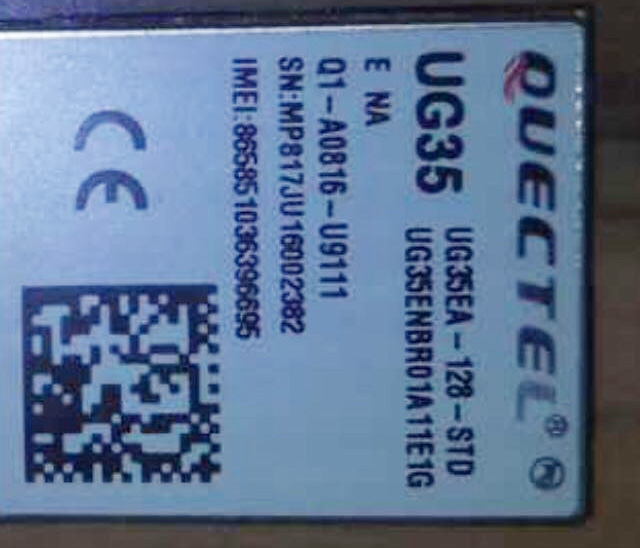 QUECTEL®
UG35 UG35EA-128-STD
UG35ENBR01A11E1G
E NA
Q1-A0816-U9111
SN:MP817JU16002382
IMEI:865851036396695
CE